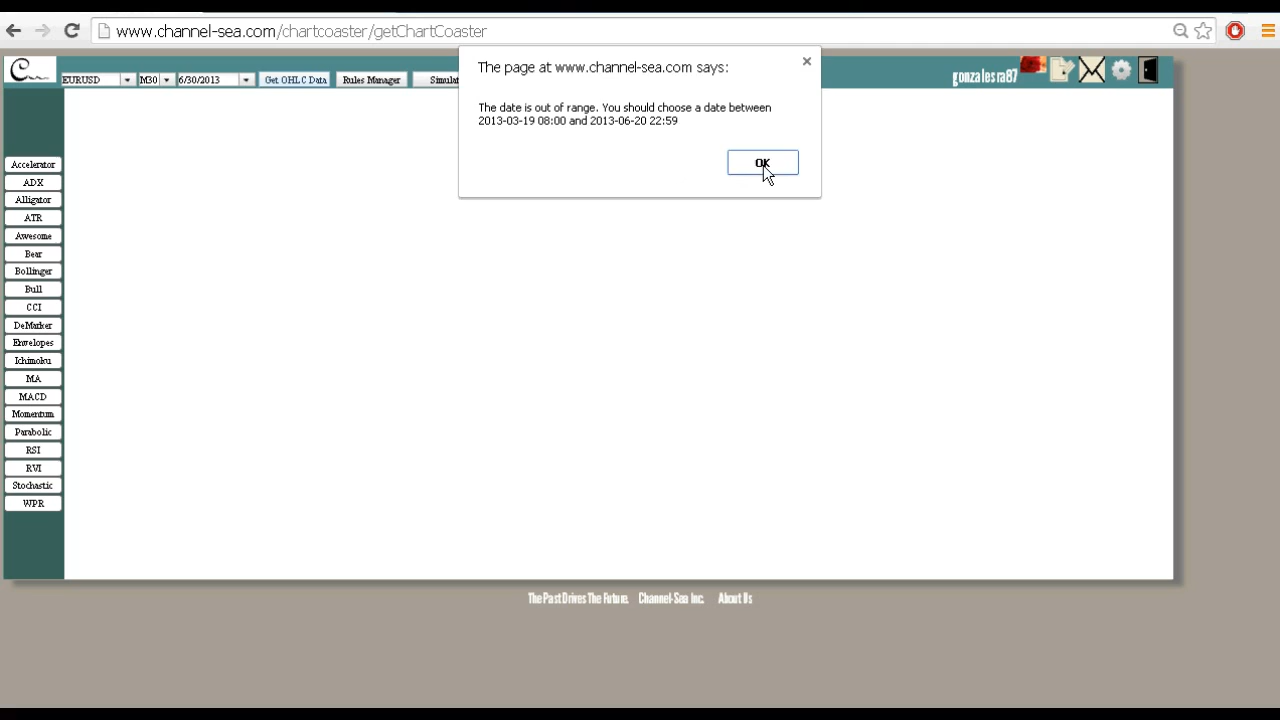 www.channel-sea.com/chartcoaster/getChartCoaster
The page at www.channel-sea.com says:
The date is out of range. You should choose a date between
2013-03-19 08:00 and 2013-06-20 22:59
OK
EURUSD M30 6/30/2013 Get OHLC Data Rules Manager Simulat
gonzalesra87
Accelerator
ADX
Alligator
ATR
Awesome
Bear
Bollinger
Bull
CCI
DeMarker
Envelopes
Ichimoku
MA
MACD
Momentum
Parabolic
RSI
RVI
Stochastic
WPR
The Past Drives The Future. Channel-Sea Inc. About Us